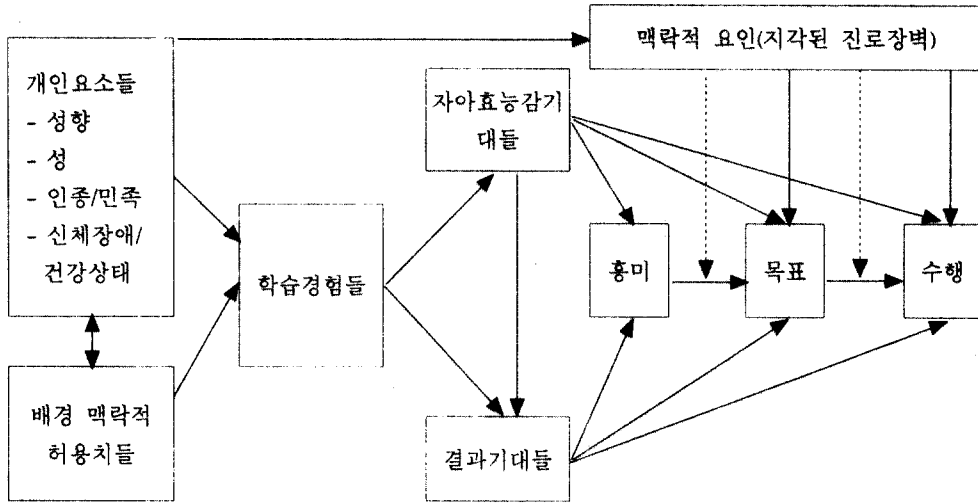 맥락적 요인(지각된 진로장벽)
개인요소들
- 성향
- 성
- 인종/민족
- 신체장애/
건강상태
자아효능감기
대들
학습경험들
흥미
목표
수행
배경 맥락적
허용치들
결과기대들